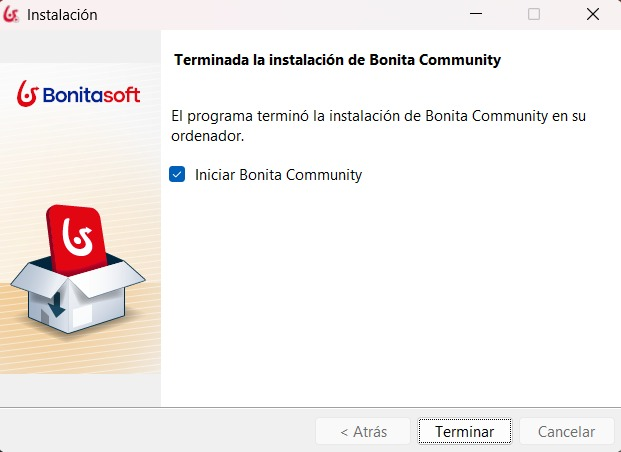 Instalación
Bonitasoft
Terminada la instalación de Bonita Community
El programa terminó la instalación de Bonita Community en su
ordenador.
Iniciar Bonita Community
< Atrás
Terminar
Cancelar